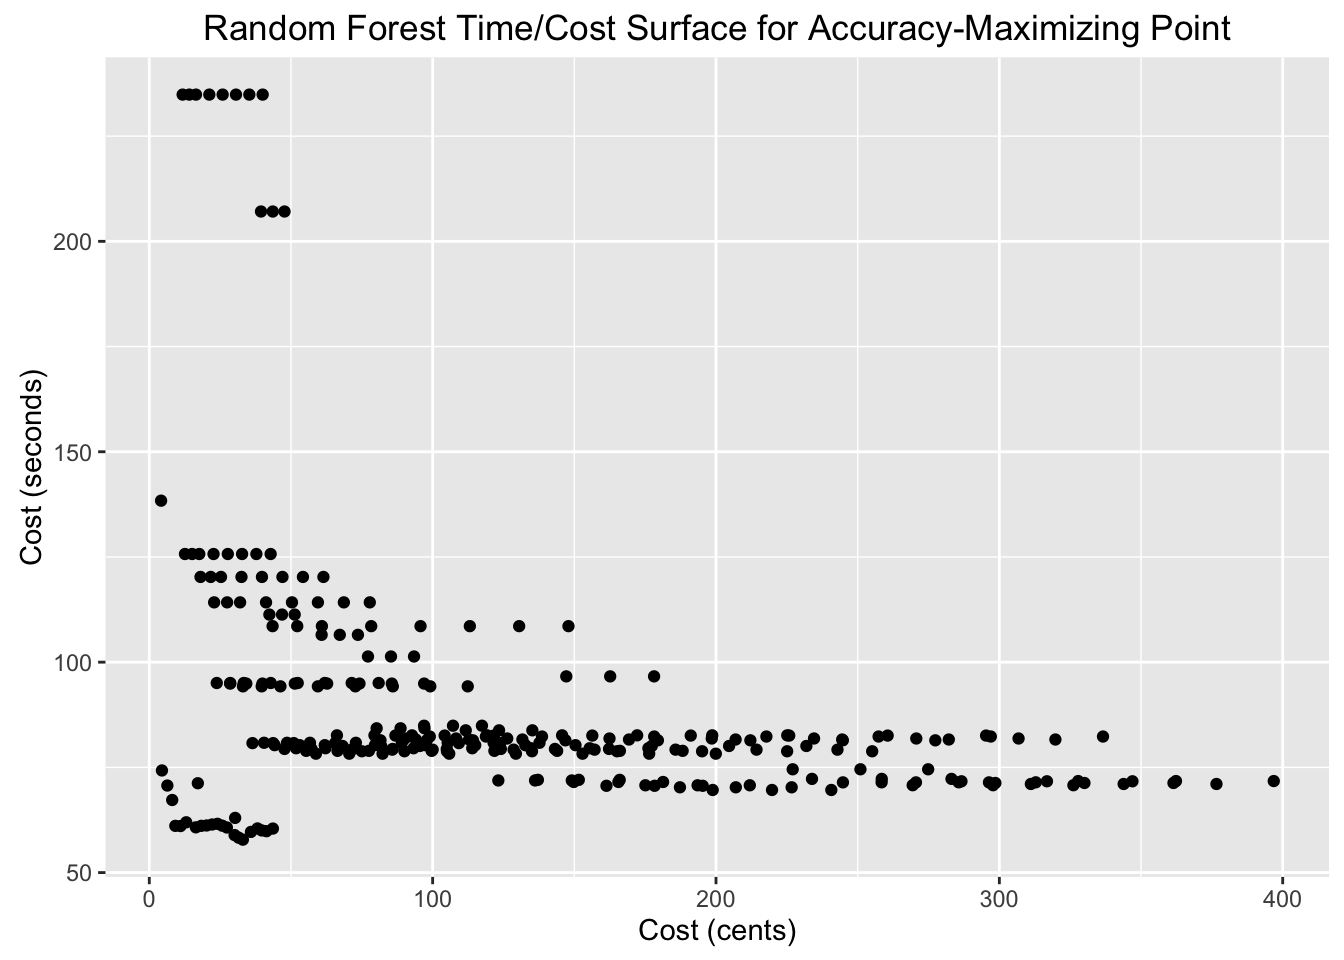 Random Forest Time/Cost Surface for Accuracy-Maximizing Point
Cost (seconds)
200
150
100
50
0 100 200 300 400
Cost (cents)